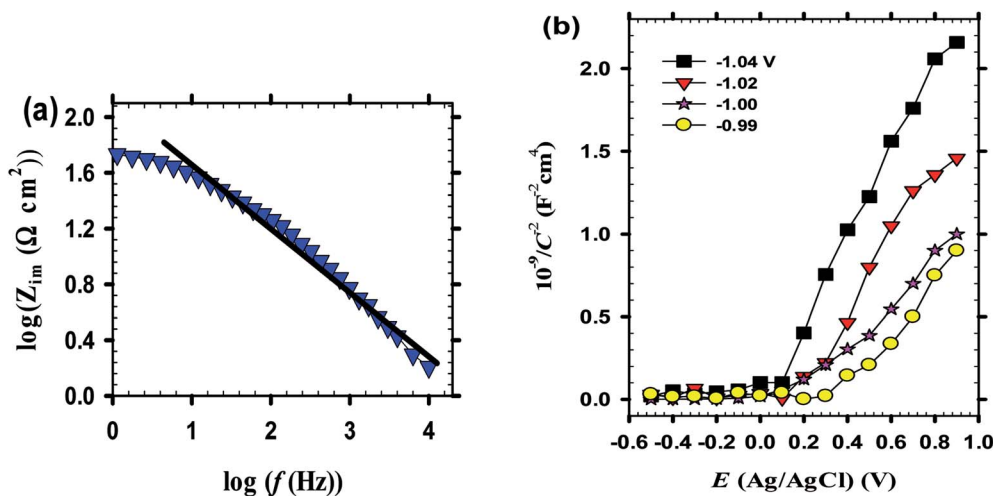 (a)
2.0
1.6
1.2
0.8
0.4
0.0
log(Z_im (Ω cm²))
0 1 2 3 4
log (f (Hz))
(b)
-1.04 V
-1.02
-1.00
-0.99
2.0
1.5
1.0
0.5
0.0
10⁻⁹/C⁻² (F⁻²cm⁴)
-0.6 -0.4 -0.2 0.0 0.2 0.4 0.6 0.8 1.0
E (Ag/AgCl) (V)